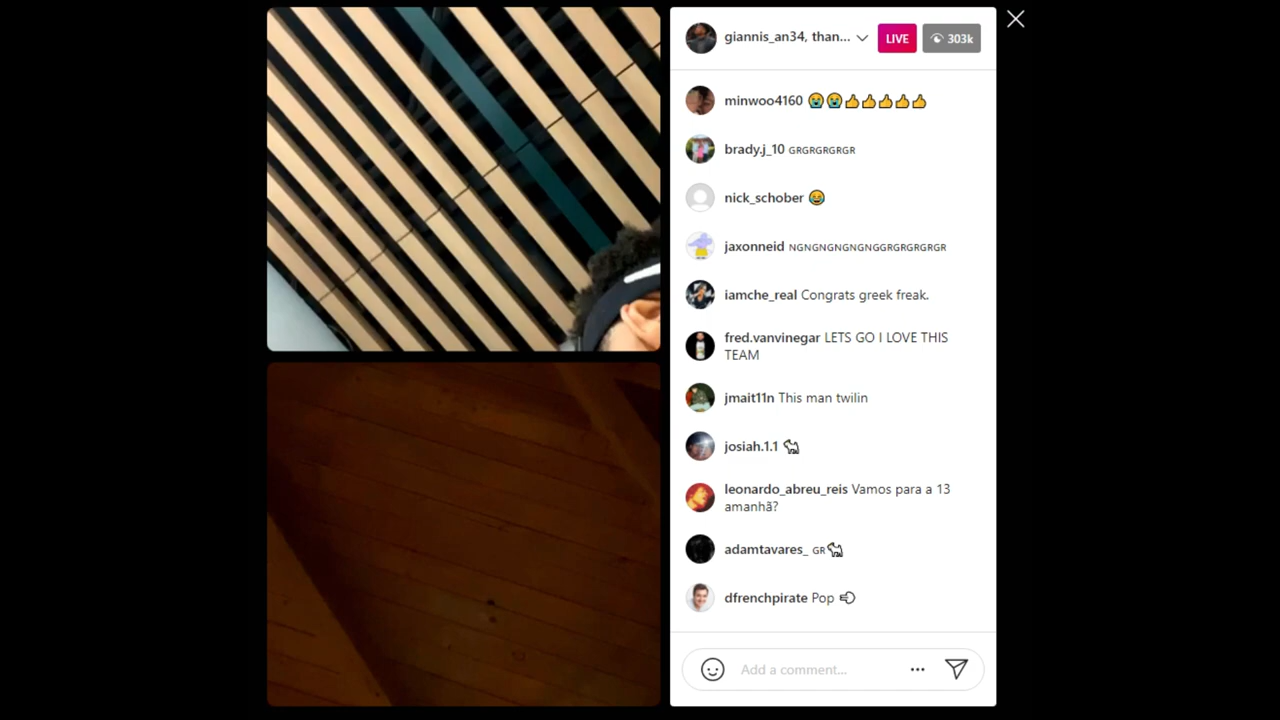 giannis_an34, than...
LIVE
303k
minwoo4160 😭😭👍👍👍👍👍
brady.j_10 GRGRGRGRGR
nick_schober 😂
jaxonneid NGNGNGNGNGNGGRGRGRGRGR
iamche_real Congrats greek freak.
fred.vanvinegar LETS GO I LOVE THIS
TEAM
jmait11n This man twilin
josiah.1.1 🐐
leonardo_abreu_reis Vamos para a 13
amanhã?
adamtavares_ GR🐐
dfrenchpirate Pop 💨
Add a comment...